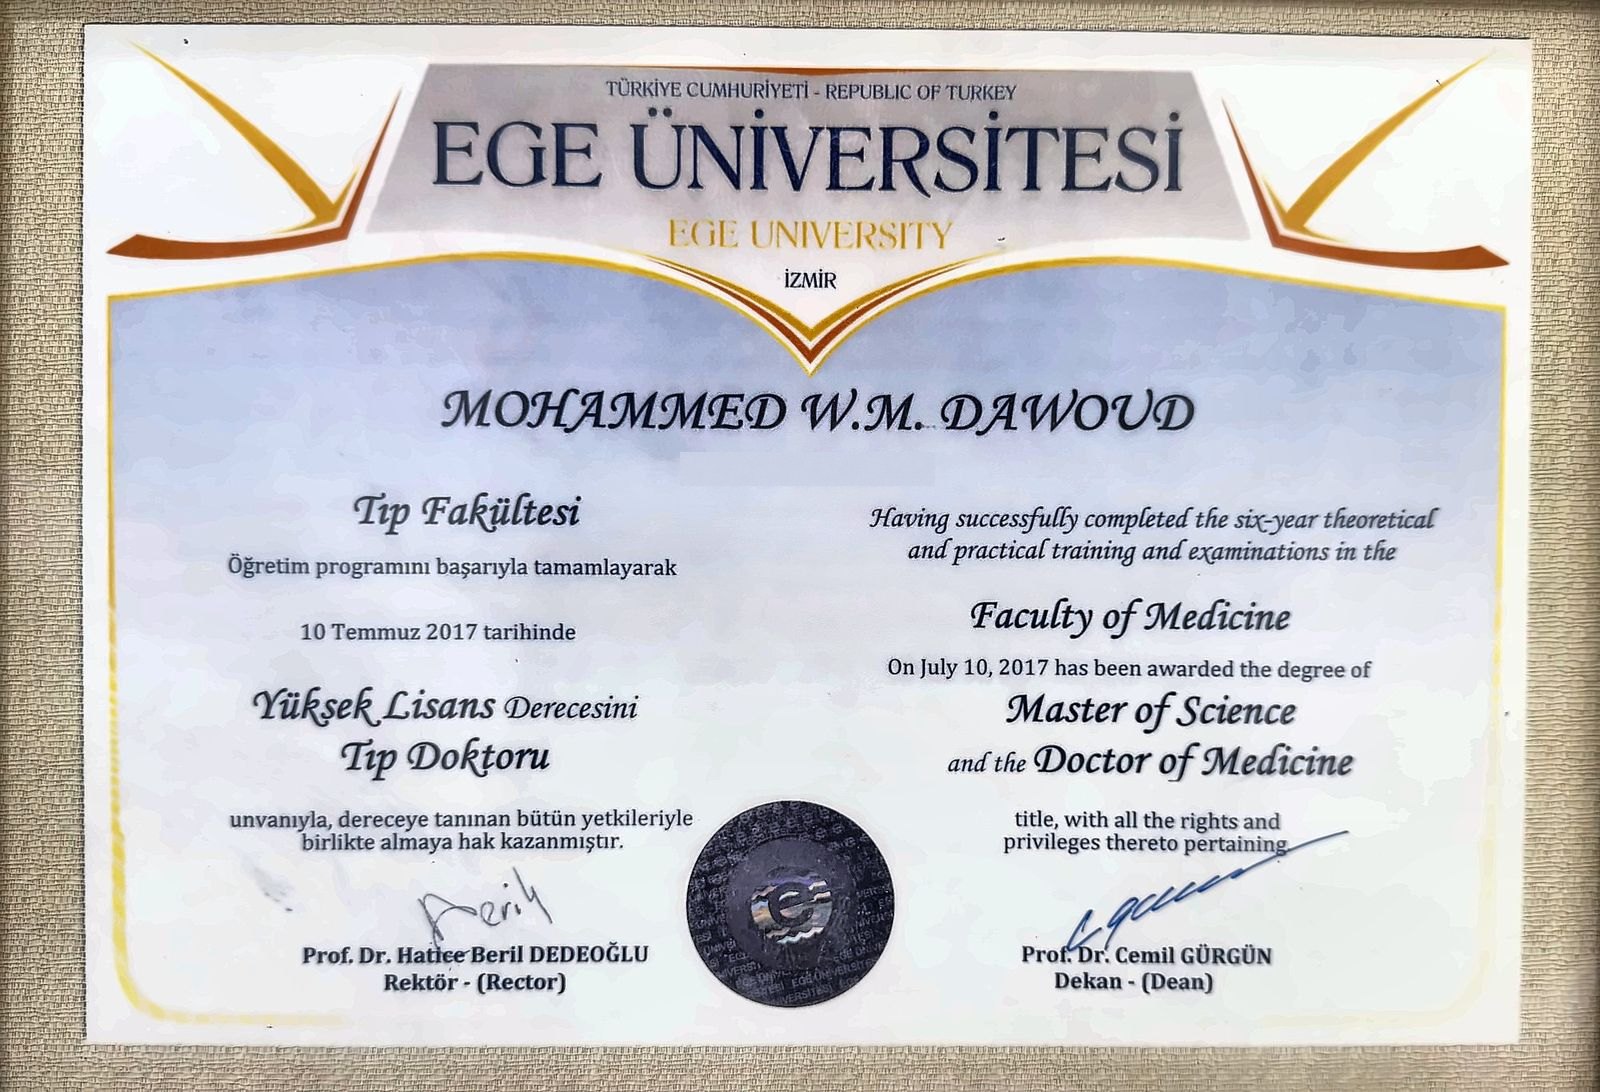 TÜRKİYE CUMHURİYETİ - REPUBLIC OF TURKEY
EGE ÜNİVERSİTESİ
EGE UNIVERSITY
İZMİR
MOHAMMED W.M. DAWOUD
Tıp Fakültesi
Öğretim programını başarıyla tamamlayarak
10 Temmuz 2017 tarihinde
Yüksek Lisans Derecesini
Tıp Doktoru
unvanıyla, dereceye tanınan bütün yetkileriyle
birlikte almaya hak kazanmıştır.
Prof. Dr. Hatice Beril DEDEOĞLU
Rektör - (Rector)
Having successfully completed the six-year theoretical
and practical training and examinations in the
Faculty of Medicine
On July 10, 2017 has been awarded the degree of
Master of Science
and the Doctor of Medicine
title, with all the rights and
privileges thereto pertaining
Prof. Dr. Cemil GÜRGÜN
Dekan - (Dean)